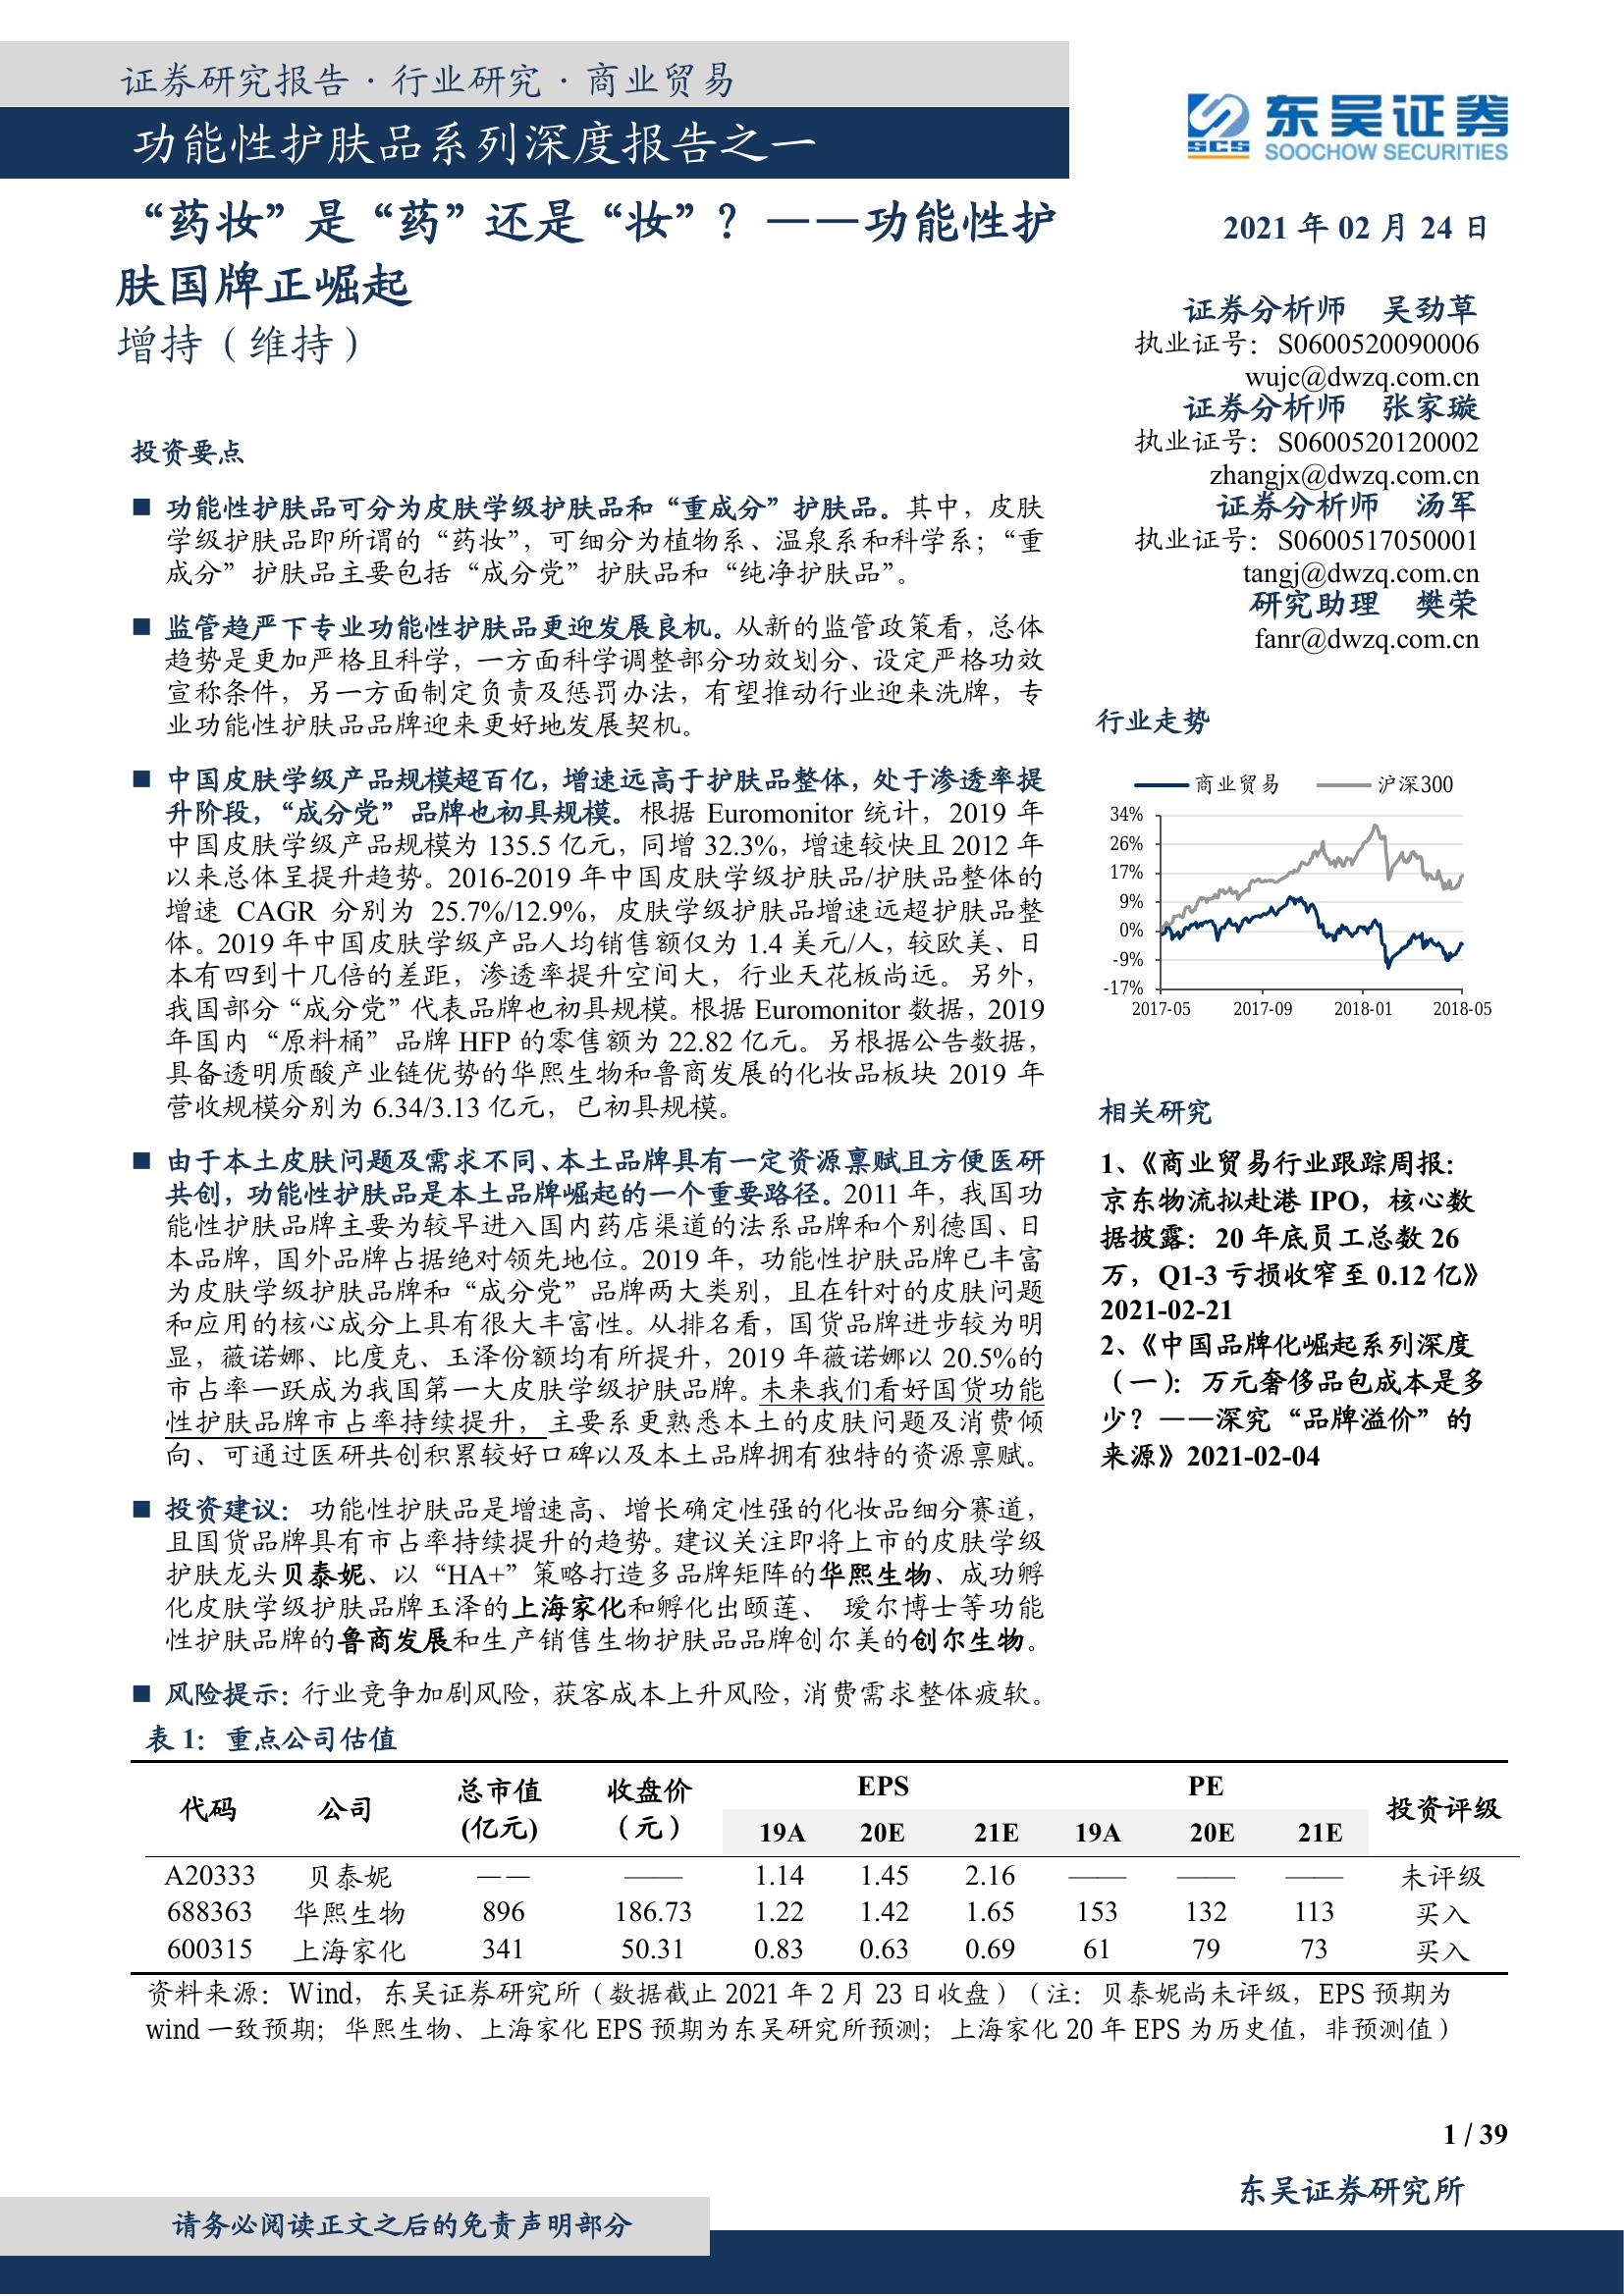 证券研究报告·行业研究·商业贸易
功能性护肤品系列深度报告之一
“药妆”是“药”还是“妆”？——功能性护
肤国牌正崛起
增持（维持）
投资要点
■ 功能性护肤品可分为皮肤学级护肤品和“重成分”护肤品。其中，皮肤
学级护肤品即所谓的“药妆”，可细分为植物系、温泉系和科学系；“重
成分”护肤品主要包括“成分党”护肤品和“纯净护肤品”。
■ 监管趋严下专业功能性护肤品更迎发展良机。从新的监管政策看，总体
趋势是更加严格且科学，一方面科学调整部分功效划分、设定严格功效
宣称条件，另一方面制定负责及惩罚办法，有望推动行业迎来洗牌，专
业功能性护肤品品牌迎来更好地发展契机。
■ 中国皮肤学级产品规模超百亿，增速远高于护肤品整体，处于渗透率提
升阶段，“成分党”品牌也初具规模。根据 Euromonitor 统计，2019 年
中国皮肤学级产品规模为 135.5 亿元，同增 32.3%，增速较快且 2012 年
以来总体呈提升趋势。2016-2019 年中国皮肤学级护肤品/护肤品整体的
增速 CAGR 分别为 25.7%/12.9%，皮肤学级护肤品增速远超护肤品整
体。2019 年中国皮肤学级产品人均销售额仅为 1.4 美元/人，较欧美、日
本有四到十几倍的差距，渗透率提升空间大，行业天花板尚远。另外，
我国部分“成分党”代表品牌也初具规模。根据 Euromonitor 数据，2019
年国内“原料桶”品牌 HFP 的零售额为 22.82 亿元。另根据公告数据，
具备透明质酸产业链优势的华熙生物和鲁商发展的化妆品板块 2019 年
营收规模分别为 6.34/3.13 亿元，已初具规模。
■ 由于本土皮肤问题及需求不同、本土品牌具有一定资源禀赋且方便医研
共创，功能性护肤品是本土品牌崛起的一个重要路径。2011 年，我国功
能性护肤品牌主要为较早进入国内药店渠道的法系品牌和个别德国、日
本品牌，国外品牌占据绝对领先地位。2019 年，功能性护肤品牌已丰富
为皮肤学级护肤品牌和“成分党”品牌两大类别，且在针对的皮肤问题
和应用的核心成分上具有很大丰富性。从排名看，国货品牌进步较为明
显，薇诺娜、比度克、玉泽份额均有所提升，2019 年薇诺娜以 20.5%的
市占率一跃成为我国第一大皮肤学级护肤品牌。未来我们看好国货功能
性护肤品牌市占率持续提升，主要系更熟悉本土的皮肤问题及消费倾
向、可通过医研共创积累较好口碑以及本土品牌拥有独特的资源禀赋。
■ 投资建议：功能性护肤品是增速高、增长确定性强的化妆品细分赛道，
且国货品牌具有市占率持续提升的趋势。建议关注即将上市的皮肤学级
护肤龙头贝泰妮、以“HA+”策略打造多品牌矩阵的华熙生物、成功孵
化皮肤学级护肤品牌玉泽的上海家化和孵化出颐莲、 瑷尔博士等功能
性护肤品牌的鲁商发展和生产销售生物护肤品品牌创尔美的创尔生物。
■ 风险提示：行业竞争加剧风险，获客成本上升风险，消费需求整体疲软。
东吴证券
SCS
SOOCHOW SECURITIES
2021 年 02 月 24 日
证券分析师 吴劲草
执业证号：S0600520090006
wujc@dwzq.com.cn
证券分析师 张家璇
执业证号：S0600520120002
zhangjx@dwzq.com.cn
证券分析师 汤军
执业证号：S0600517050001
tangj@dwzq.com.cn
研究助理 樊荣
fanr@dwzq.com.cn
行业走势
商业贸易 沪深300
34%
26%
17%
9%
0%
-9%
-17%
2017-05 2017-09 2018-01 2018-05
相关研究
1、《商业贸易行业跟踪周报：
京东物流拟赴港 IPO，核心数
据披露：20 年底员工总数 26
万，Q1-3 亏损收窄至 0.12 亿》
2021-02-21
2、《中国品牌化崛起系列深度
（一）：万元奢侈品包成本是多
少？——深究“品牌溢价”的
来源》2021-02-04
表 1：重点公司估值
代码 公司 总市值 收盘价 EPS PE 投资评级
(亿元) （元） 19A 20E 21E 19A 20E 21E
A20333 贝泰妮 —— —— 1.14 1.45 2.16 —— —— —— 未评级
688363 华熙生物 896 186.73 1.22 1.42 1.65 153 132 113 买入
600315 上海家化 341 50.31 0.83 0.63 0.69 61 79 73 买入
资料来源：Wind，东吴证券研究所（数据截止 2021 年 2 月 23 日收盘）（注：贝泰妮尚未评级，EPS 预期为
wind 一致预期；华熙生物、上海家化 EPS 预期为东吴研究所预测；上海家化 20 年 EPS 为历史值，非预测值）
1 / 39
东吴证券研究所
请务必阅读正文之后的免责声明部分